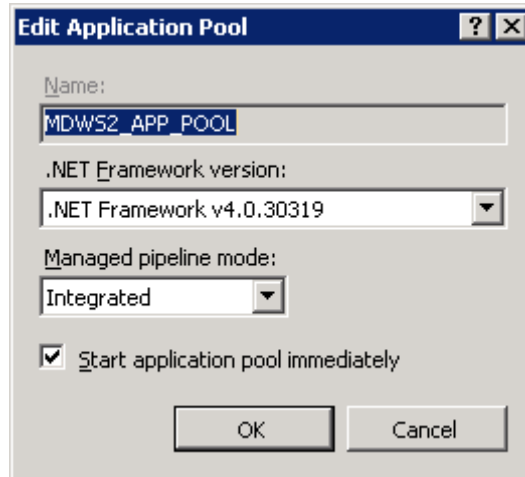 Edit Application Pool
Name:
MDWS2_APP_POOL
.NET Framework version:
.NET Framework v4.0.30319
Managed pipeline mode:
Integrated
Start application pool immediately
OK Cancel